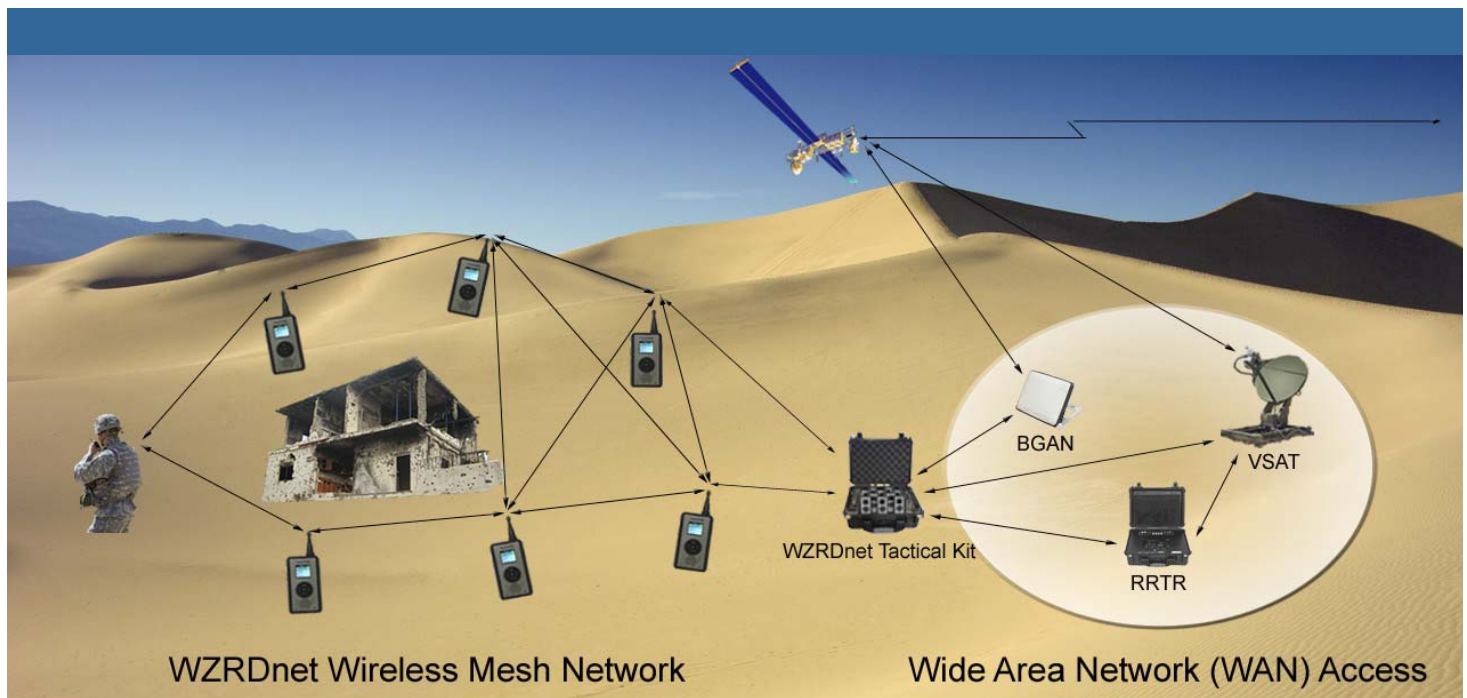 BGAN
VSAT
WZRDnet Tactical Kit
RRTR
WZRDnet Wireless Mesh Network
Wide Area Network (WAN) Access